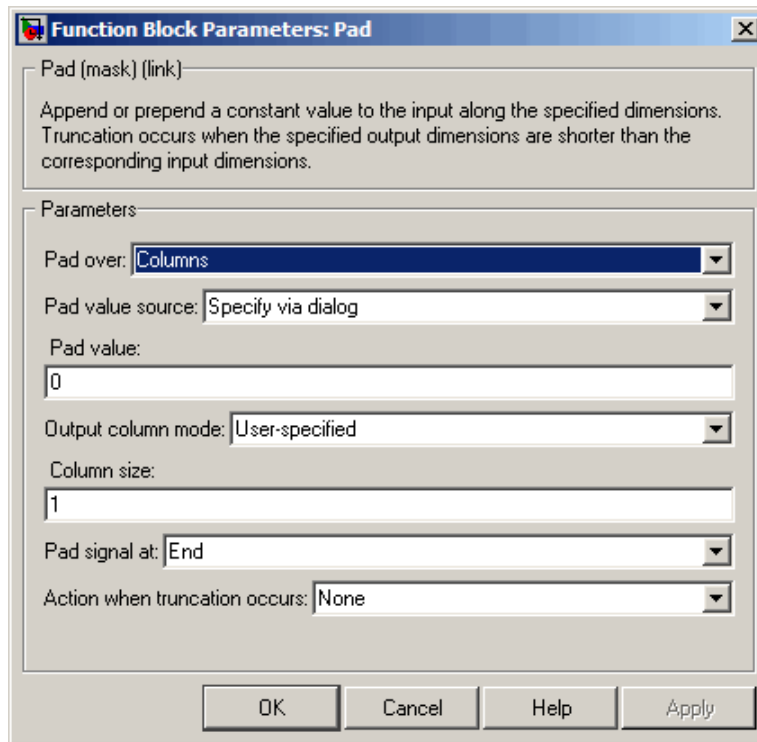 Function Block Parameters: Pad
Pad (mask) (link)
Append or prepend a constant value to the input along the specified dimensions.
Truncation occurs when the specified output dimensions are shorter than the
corresponding input dimensions.
Parameters
Pad over: Columns
Pad value source: Specify via dialog
Pad value:
0
Output column mode: User-specified
Column size:
1
Pad signal at: End
Action when truncation occurs: None
OK Cancel Help Apply